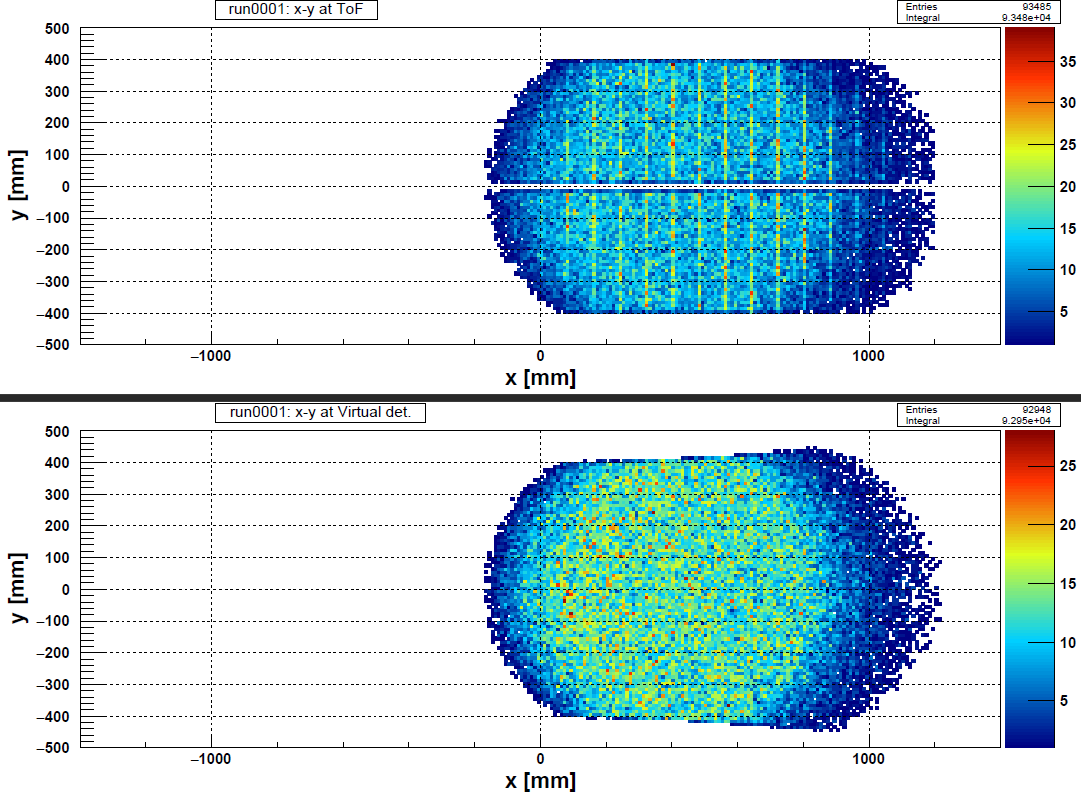 run0001: x-y at ToF
Entries 93485
Integral 9.348e+04
500
400
300
200
100
0
−100
−200
−300
−400
−500
y [mm]
−1000 0 1000
x [mm]
35
30
25
20
15
10
5
run0001: x-y at Virtual det.
Entries 92948
Integral 9.295e+04
500
400
300
200
100
0
−100
−200
−300
−400
−500
y [mm]
−1000 0 1000
x [mm]
25
20
15
10
5